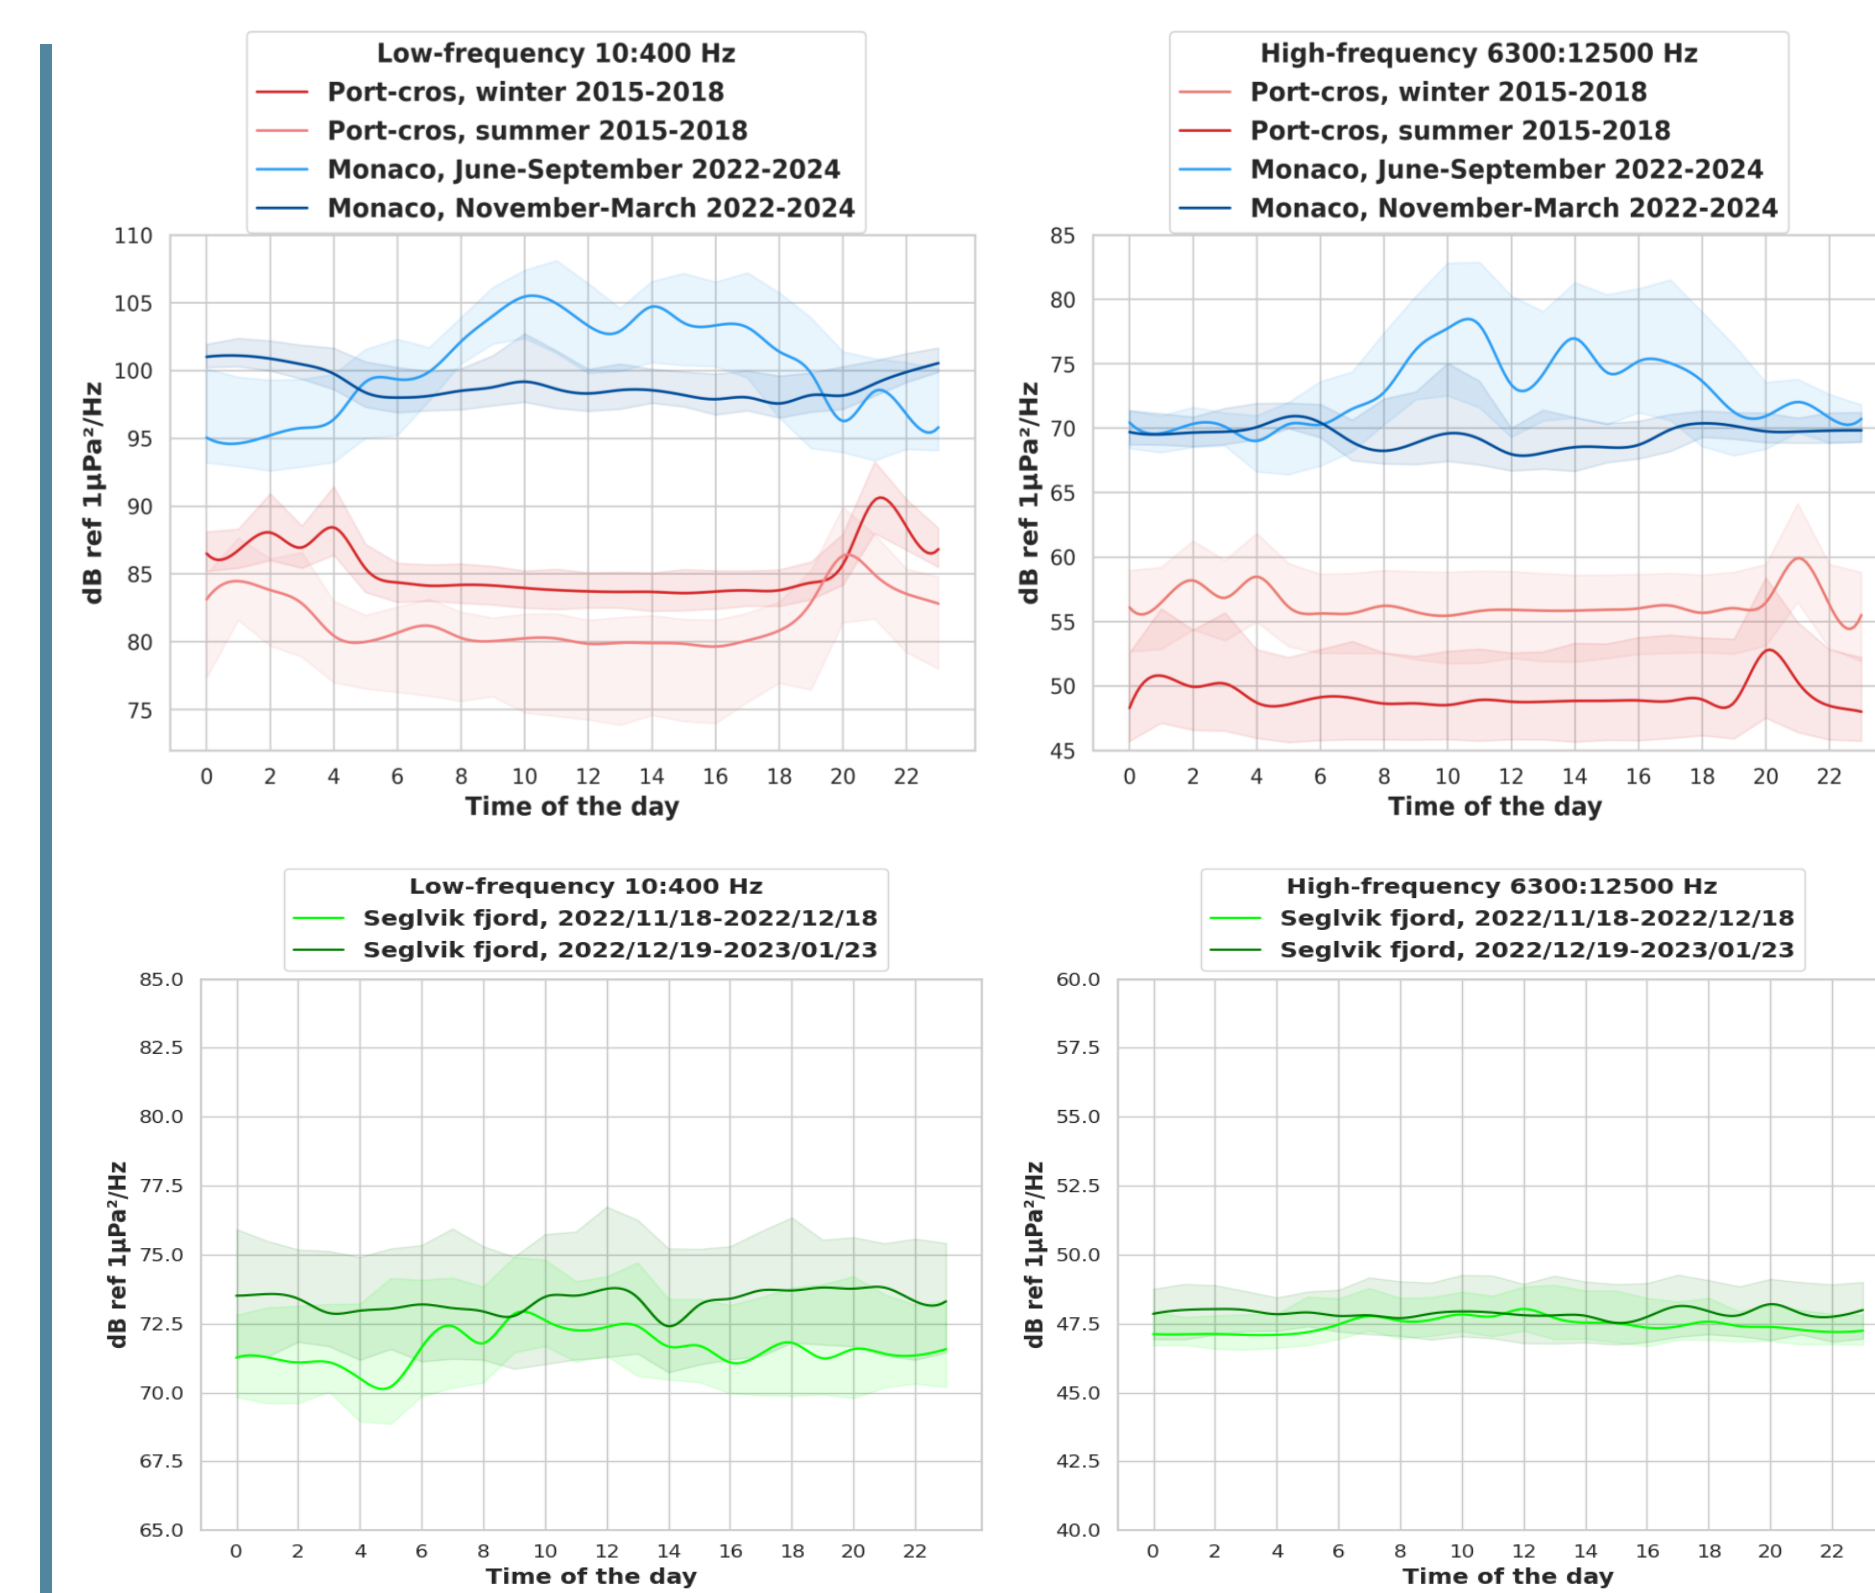 Low-frequency 10:400 Hz
Port-cros, winter 2015-2018
Port-cros, summer 2015-2018
Monaco, June-September 2022-2024
Monaco, November-March 2022-2024
110
105
100
95
90
85
80
75
dB ref 1μPa²/Hz
0 2 4 6 8 10 12 14 16 18 20 22
Time of the day
High-frequency 6300:12500 Hz
Port-cros, winter 2015-2018
Port-cros, summer 2015-2018
Monaco, June-September 2022-2024
Monaco, November-March 2022-2024
85
80
75
70
65
60
55
50
45
dB ref 1μPa²/Hz
0 2 4 6 8 10 12 14 16 18 20 22
Time of the day
Low-frequency 10:400 Hz
Seglvik fjord, 2022/11/18-2022/12/18
Seglvik fjord, 2022/12/19-2023/01/23
85.0
82.5
80.0
77.5
75.0
72.5
70.0
67.5
65.0
dB ref 1μPa²/Hz
0 2 4 6 8 10 12 14 16 18 20 22
Time of the day
High-frequency 6300:12500 Hz
Seglvik fjord, 2022/11/18-2022/12/18
Seglvik fjord, 2022/12/19-2023/01/23
60.0
57.5
55.0
52.5
50.0
47.5
45.0
42.5
40.0
dB ref 1μPa²/Hz
0 2 4 6 8 10 12 14 16 18 20 22
Time of the day